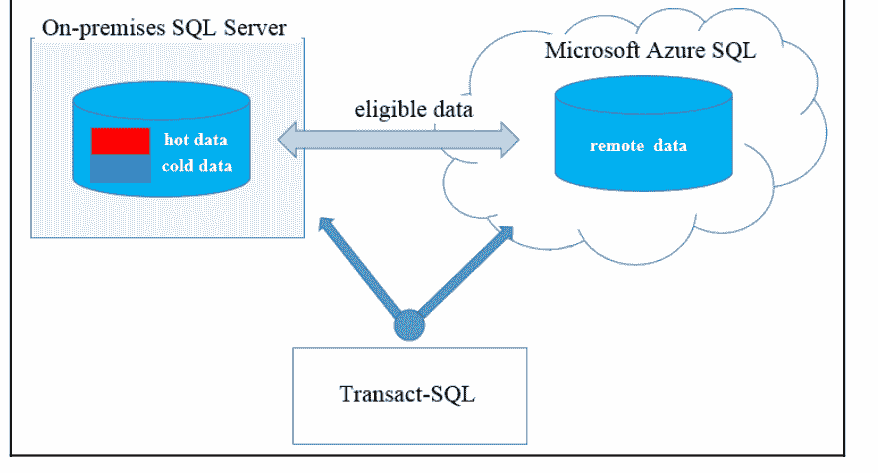 On-premises SQL Server
Microsoft Azure SQL
eligible data
hot data
cold data
remote data
Transact-SQL